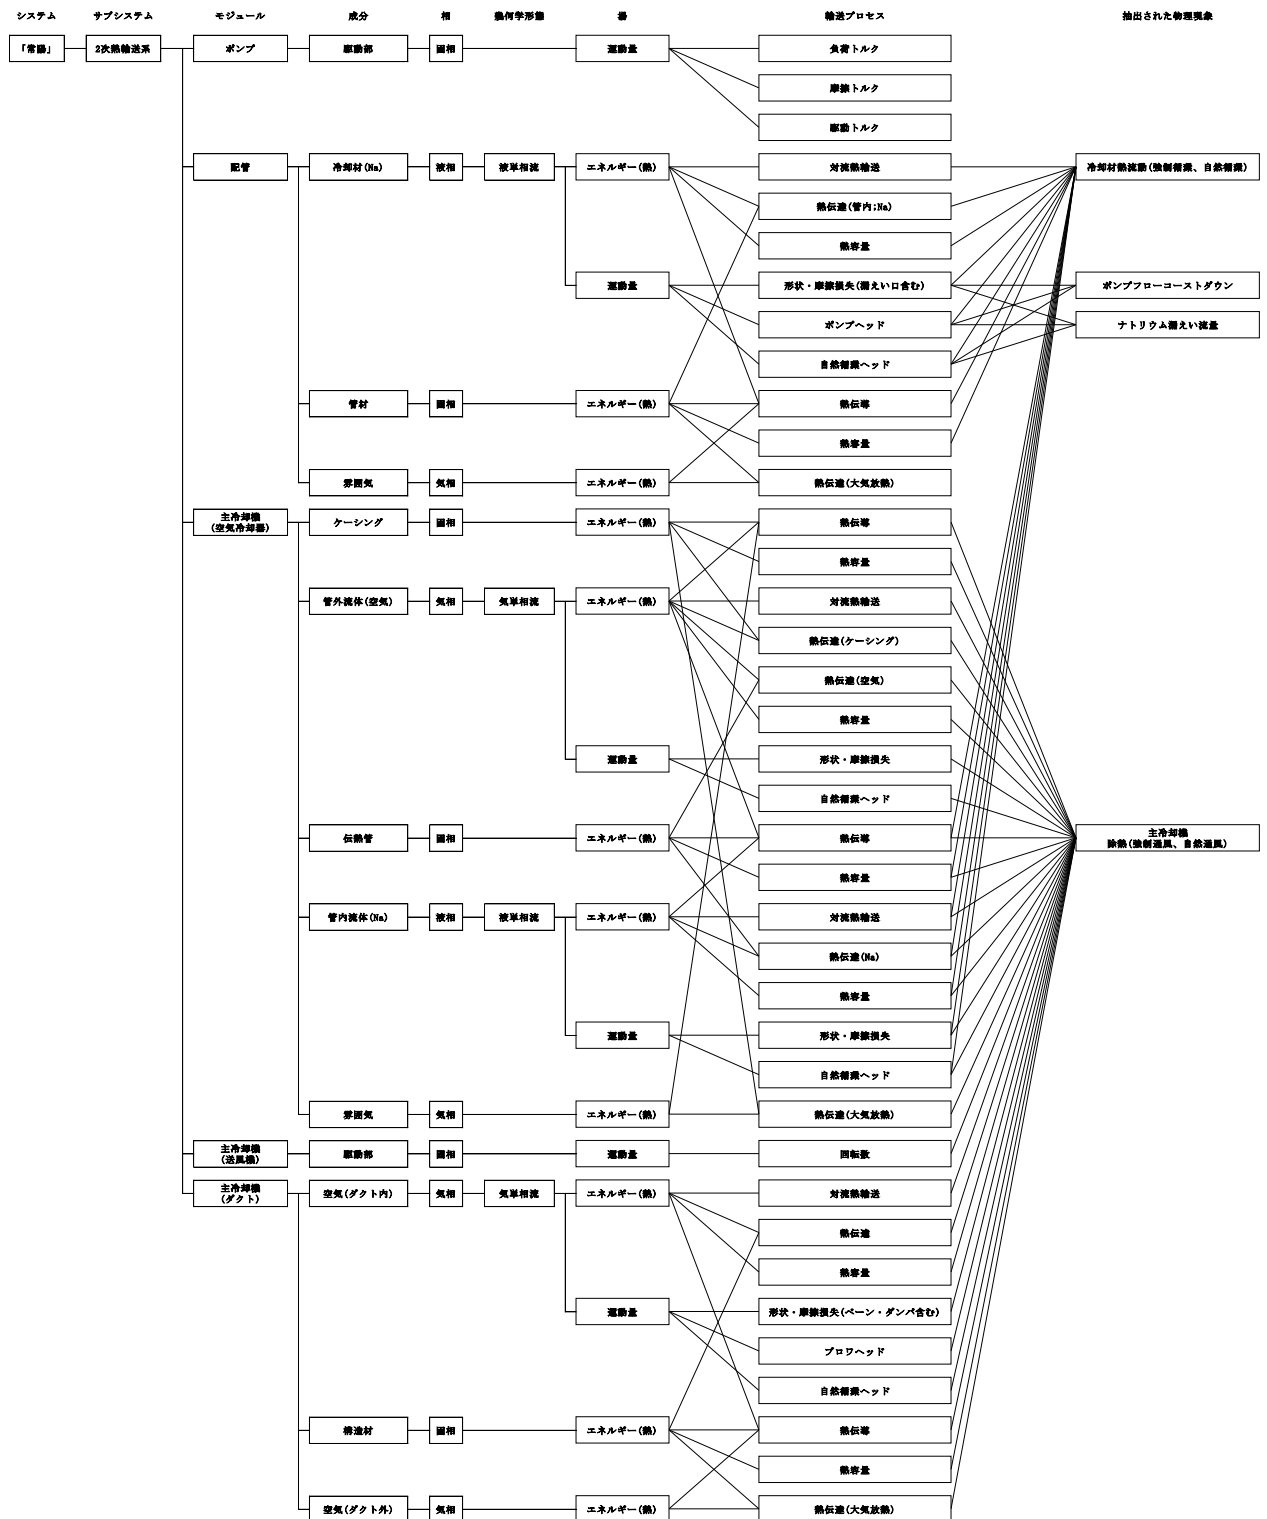 システム サブシステム モジュール 成分 相 幾何学形態 場 輸送プロセス 抽出された物理現象
「常陽」 2次熱輸送系 ポンプ 駆動部 固相 運動量 負荷トルク
摩擦トルク
駆動トルク
配管 冷却材(Na) 液相 液単相流 エネルギー(熱) 対流熱輸送 冷却材熱流動(強制循環、自然循環)
熱伝達(管内;Na)
熱容量
運動量 形状・摩擦損失(漏えい口含む) ポンプフローコーストダウン
ポンプヘッド ナトリウム漏えい流量
自然循環ヘッド
管材 固相 エネルギー(熱) 熱伝導
熱容量
雰囲気 気相 エネルギー(熱) 熱伝達(大気放熱)
主冷却機
(空気冷却器) ケーシング 固相 エネルギー(熱) 熱伝導
熱容量
管外流体(空気) 気相 気単相流 エネルギー(熱) 対流熱輸送
熱伝達(ケーシング)
熱伝達(空気)
熱容量
運動量 形状・摩擦損失
自然循環ヘッド
伝熱管 固相 エネルギー(熱) 熱伝導 主冷却機
除熱(強制通風、自然通風)
熱容量
管内流体(Na) 液相 液単相流 エネルギー(熱) 対流熱輸送
熱伝達(Na)
熱容量
運動量 形状・摩擦損失
自然循環ヘッド
雰囲気 気相 エネルギー(熱) 熱伝達(大気放熱)
主冷却機
(送風機) 駆動部 固相 運動量 回転数
主冷却機
(ダクト) 空気(ダクト内) 気相 気単相流 エネルギー(熱) 対流熱輸送
熱伝達
熱容量
運動量 形状・摩擦損失(ベーン・ダンパ含む)
ブロワヘッド
自然循環ヘッド
構造材 固相 エネルギー(熱) 熱伝導
熱容量
空気(ダクト外) 気相 エネルギー(熱) 熱伝達(大気放熱)